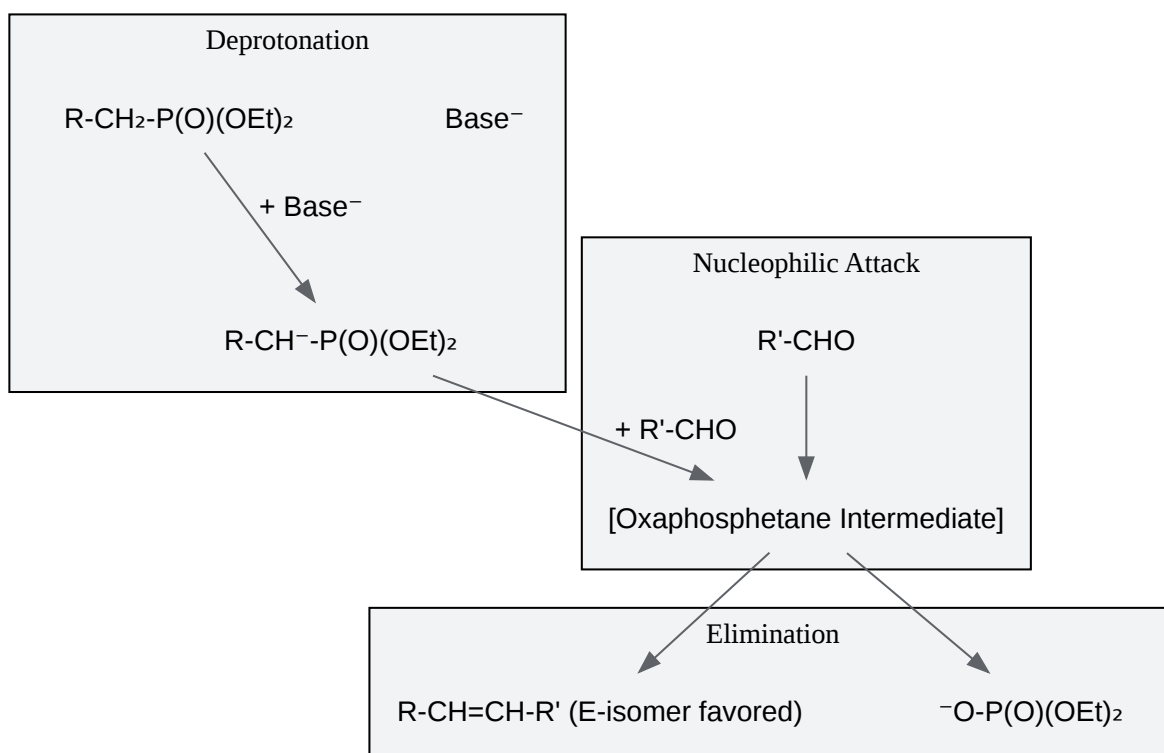 Deprotonation
R-CH₂-P(O)(OEt)₂
Base⁻
+ Base⁻
R-CH⁻-P(O)(OEt)₂
Nucleophilic Attack
R'-CHO
+ R'-CHO
[Oxaphosphetane Intermediate]
Elimination
R-CH=CH-R' (E-isomer favored)
⁻O-P(O)(OEt)₂